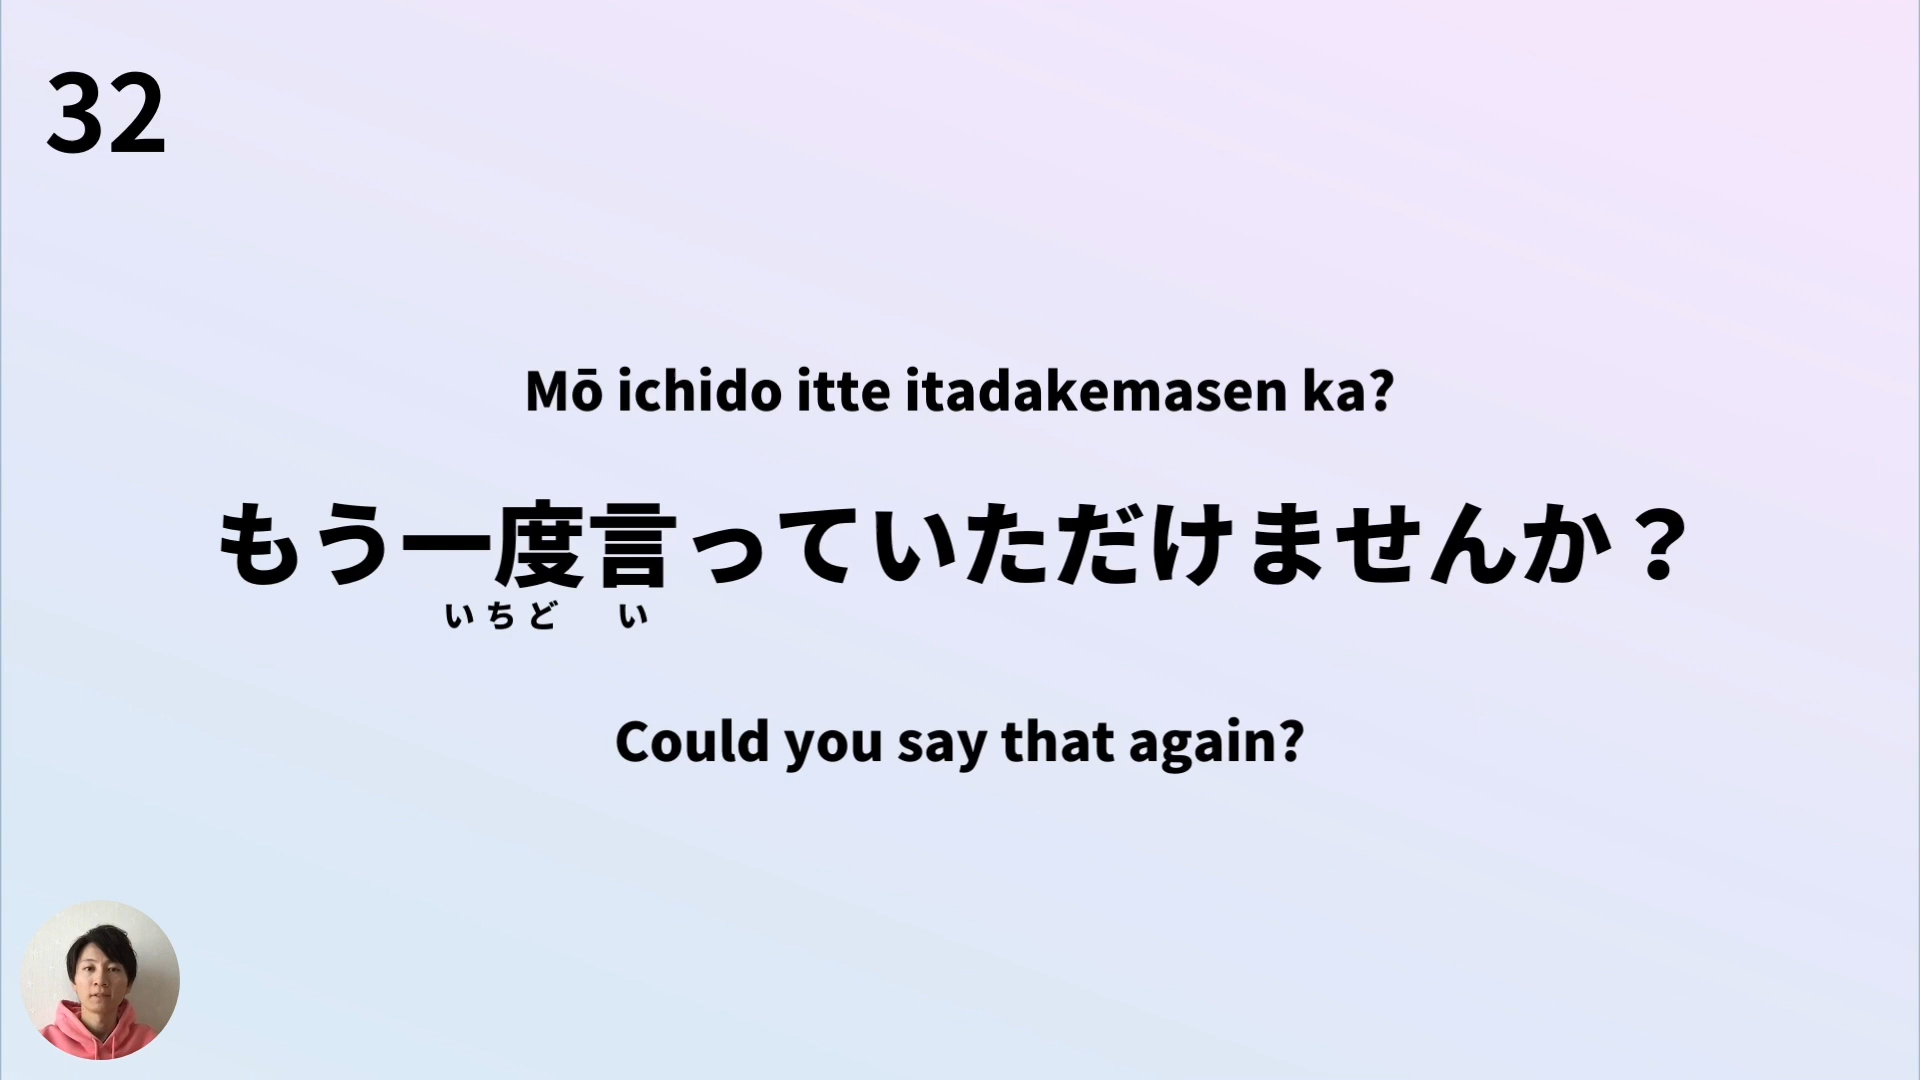 32
Mō ichido itte itadakemasen ka?
もう一度言っていただけませんか？
いちど い
Could you say that again?